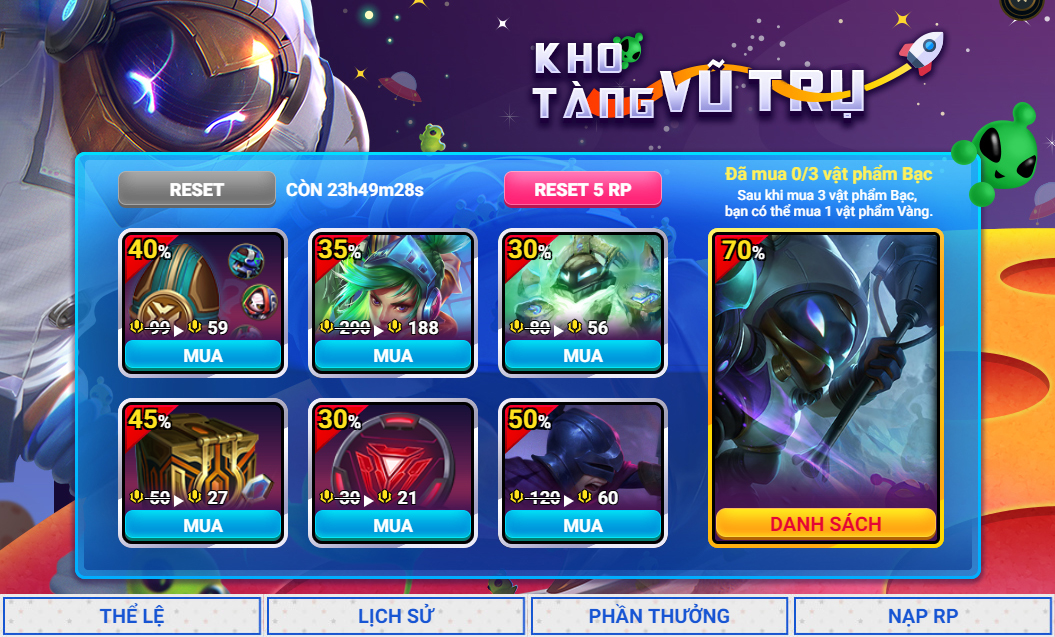 KHO
TÀNG VŨ TRỤ
RESET
CÒN 23h49m28s
RESET 5 RP
Đã mua 0/3 vật phẩm Bạc
Sau khi mua 3 vật phẩm Bạc,
bạn có thể mua 1 vật phẩm Vàng.
40%
99 59
MUA
35%
290 188
MUA
30%
80 56
MUA
70%
DANH SÁCH
45%
50 27
MUA
30%
30 21
MUA
50%
120 60
MUA
THỂ LỆ
LỊCH SỬ
PHẦN THƯỞNG
NẠP RP